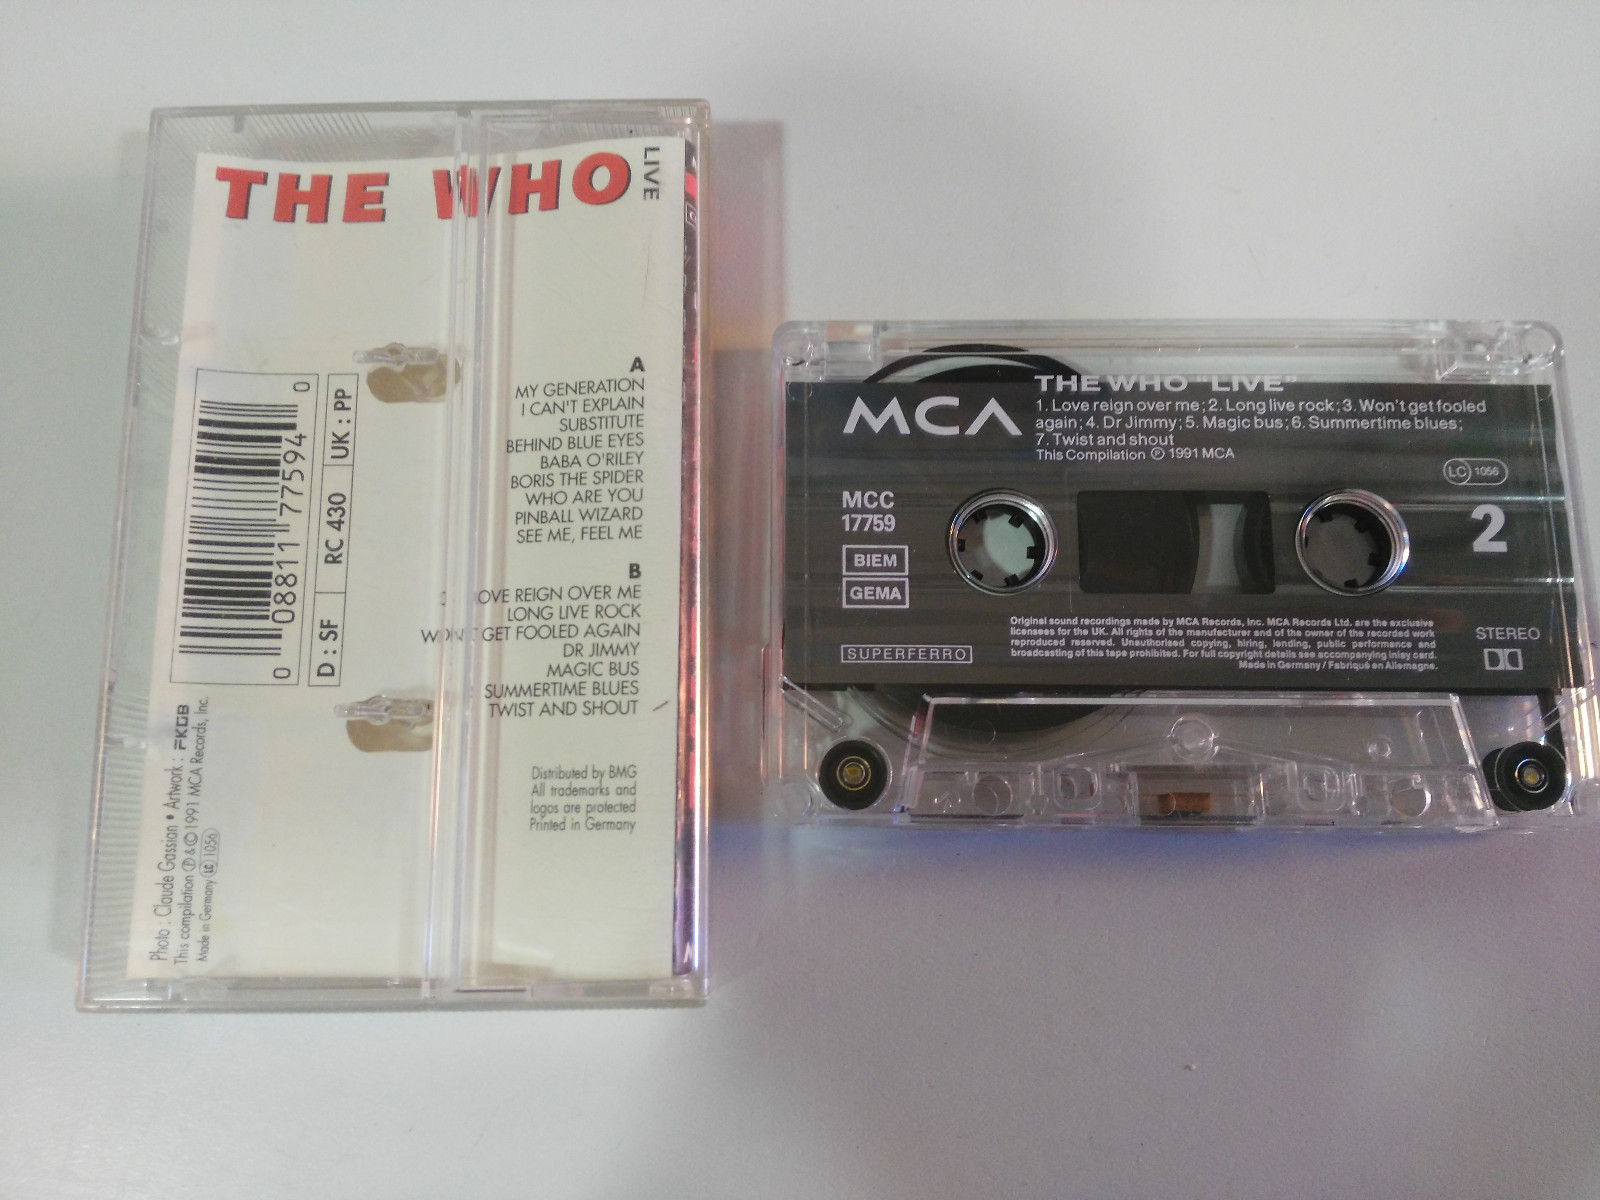 THE WHO
LIVE
A
MY GENERATION
I CAN'T EXPLAIN
SUBSTITUTE
BEHIND BLUE EYES
BABA O'RILEY
BORIS THE SPIDER
WHO ARE YOU
PINBALL WIZARD
SEE ME, FEEL ME
B
LOVE REIGN OVER ME
LONG LIVE ROCK
WON'T GET FOOLED AGAIN
DR JIMMY
MAGIC BUS
SUMMERTIME BLUES
TWIST AND SHOUT
Distributed by BMG
All trademarks and
logos are protected
Printed in Germany
0 08811 77594 0
D : SF RC 430 UK : PP
Photo : Claude Gassian • Artwork : FKGB
This compilation Ⓟ & © 1991 MCA Records, Inc.
Made in Germany LC 1056
MCA
THE WHO "LIVE"
1. Love reign over me; 2. Long live rock; 3. Won't get fooled
again; 4. Dr Jimmy; 5. Magic bus; 6. Summertime blues;
7. Twist and shout
This Compilation Ⓟ 1991 MCA
LC 1056
MCC
17759
BIEM
GEMA
2
SUPERFERRO
Original sound recordings made by MCA Records, Inc. MCA Records Ltd. are the exclusive
licensees for the UK. All rights of the manufacturer and of the owner of the recorded work
reproduced reserved. Unauthorised copying, hiring, lending, public performance and
broadcasting of this tape prohibited. For full copyright details see accompanying inlay card.
Made in Germany / Fabriqué en Allemagne.
STEREO